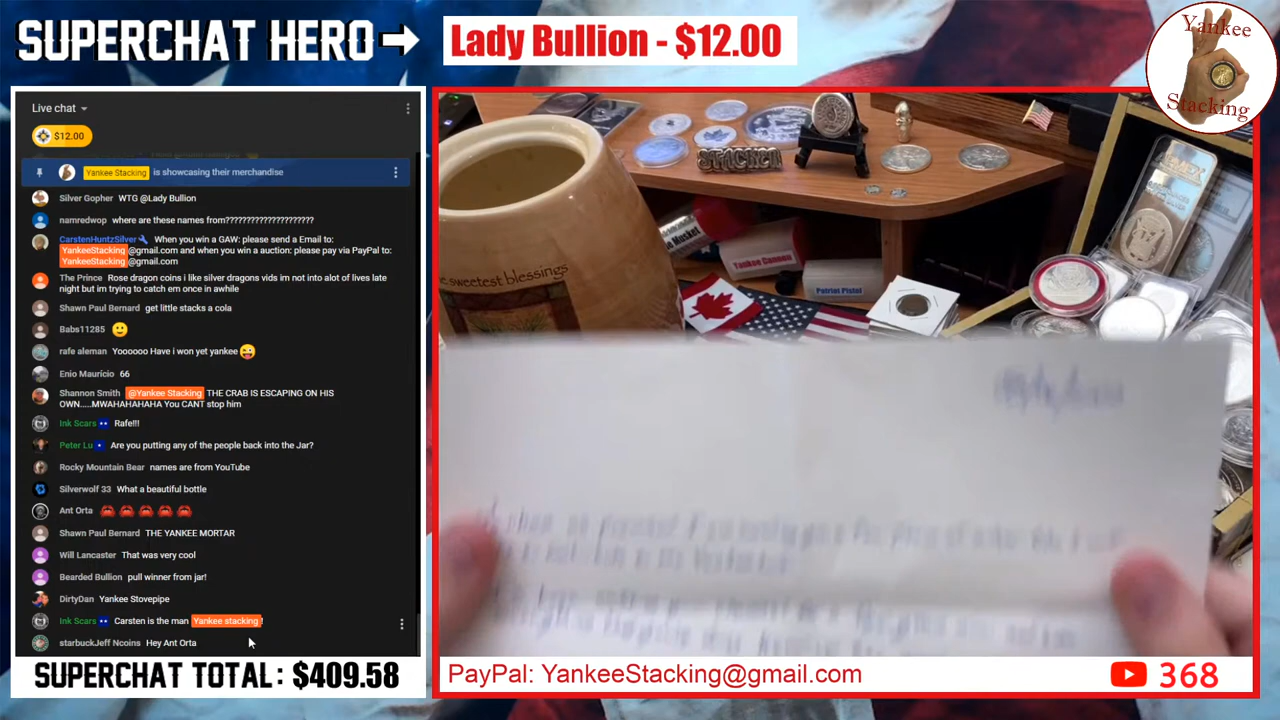 SUPERCHAT HERO
Lady Bullion - $12.00
Yankee
Stacking
Live chat
$12.00
Yankee Stacking is showcasing their merchandise
Silver Gopher WTG @Lady Bullion
namredwop where are these names from?????????????????????
CarstenHuntzSilver When you win a GAW: please send a Email to:
YankeeStacking@gmail.com and when you win a auction: please pay via PayPal to:
YankeeStacking@gmail.com
The Prince Rose dragon coins i like silver dragons vids im not into alot of lives late
night but im trying to catch em once in awhile
Shawn Paul Bernard get little stacks a cola
Babs11285 🙂
rafe aleman Yoooooo Have i won yet yankee😜
Enio Mauricio 66
Shannon Smith @Yankee Stacking THE CRAB IS ESCAPING ON HIS
OWN.....MWAHAHAHAHA You CANT stop him
Ink Scars Rafe!!!
Peter Lu Are you putting any of the people back into the Jar?
Rocky Mountain Bear names are from YouTube
Silverwolf 33 What a beautiful bottle
Ant Orta 🦀 🦀 🦀 🦀 🦀
Shawn Paul Bernard THE YANKEE MORTAR
Will Lancaster That was very cool
Bearded Bullion pull winner from jar!
DirtyDan Yankee Stovepipe
Ink Scars Carsten is the man Yankee stacking!
starbuckJeff Ncoins Hey Ant Orta
SUPERCHAT TOTAL: $409.58
STACKER
Musket
Yankee Cannon
Patriot Pistol
sweetest blessings
PayPal: YankeeStacking@gmail.com
368